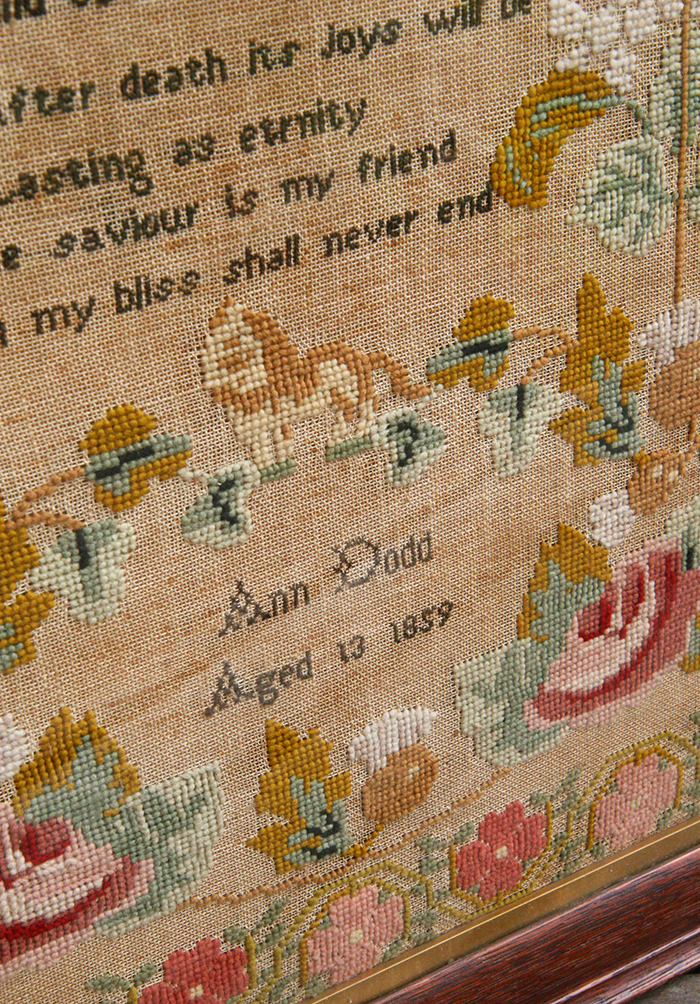 after death its Joys will be
Lasting as etrnity
saviour is my friend
my bliss shall never end
Ann Dodd
Aged 13 1859